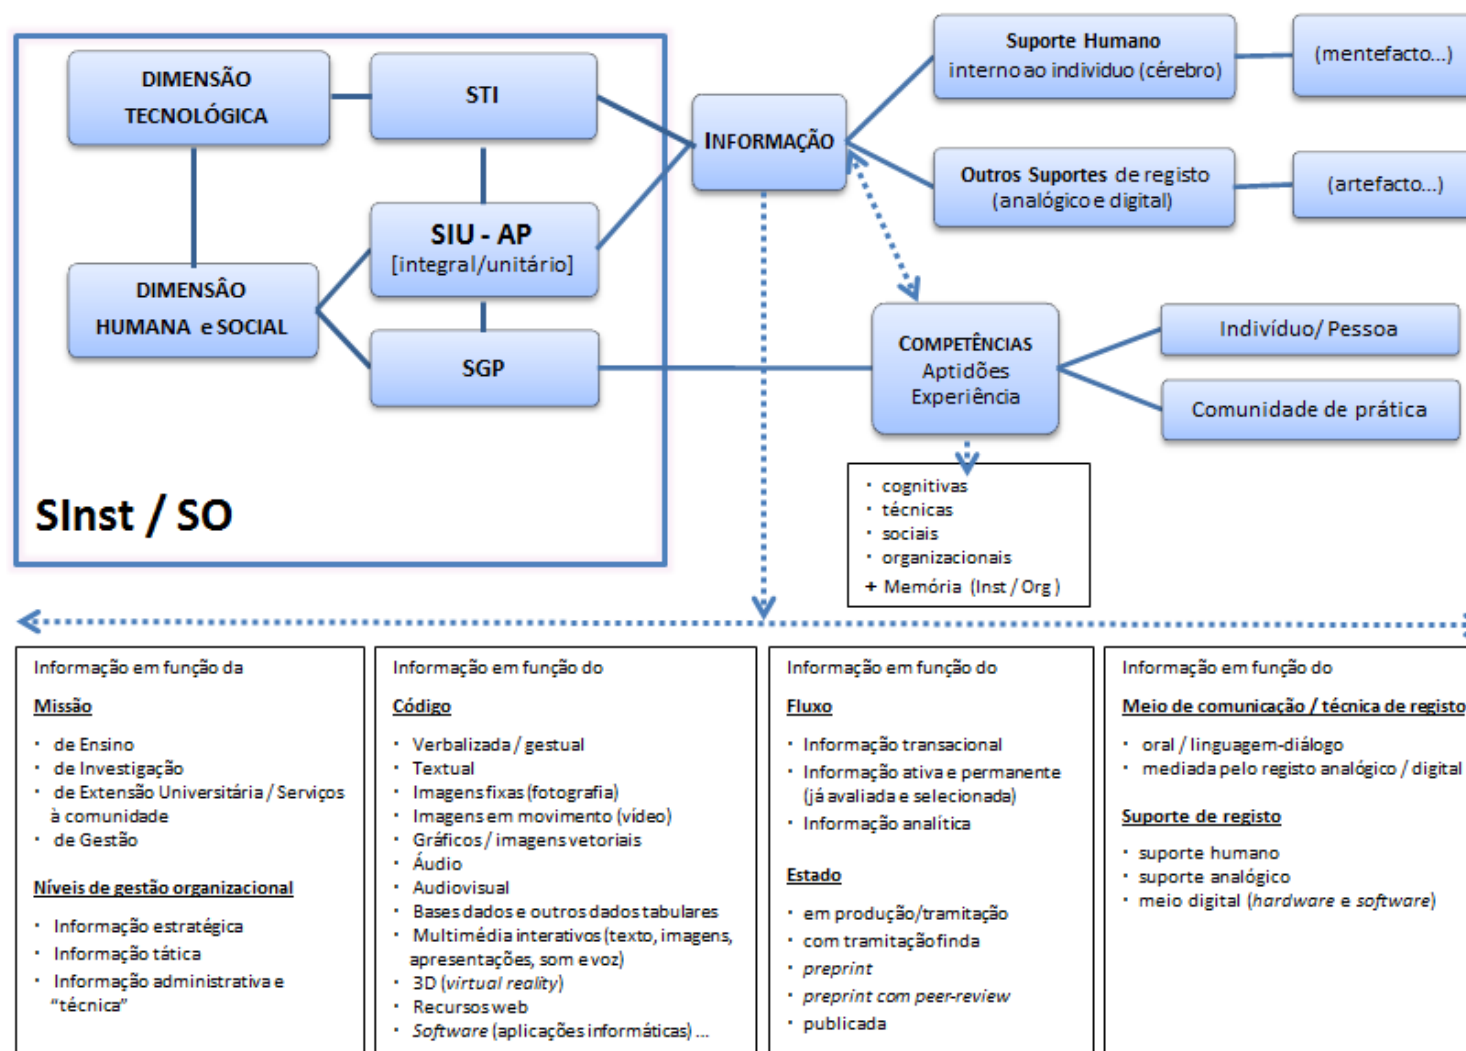 DIMENSÃO
TECNOLÓGICA
STI
SIU - AP
[integral/unitário]
DIMENSÂO
HUMANA e SOCIAL
SGP
SInst / SO
INFORMAÇÃO
Suporte Humano
interno ao individuo (cérebro)
(mentefacto...)
Outros Suportes de registo
(analógico e digital)
(artefacto...)
COMPETÊNCIAS
Aptidões
Experiência
Indivíduo/ Pessoa
Comunidade de prática
· cognitivas
· técnicas
· sociais
· organizacionais
+ Memória (Inst / Org )
Informação em função da
Missão
· de Ensino
· de Investigação
· de Extensão Universitária / Serviços
à comunidade
· de Gestão
Níveis de gestão organizacional
· Informação estratégica
· Informação tática
· Informação administrativa e
“técnica”
Informação em função do
Código
· Verbalizada / gestual
· Textual
· Imagens fixas (fotografia)
· Imagens em movimento (vídeo)
· Gráficos / imagens vetoriais
· Áudio
· Audiovisual
· Bases dados e outros dados tabulares
· Multimédia interativos (texto, imagens,
apresentações, som e voz)
· 3D (virtual reality)
· Recursos web
· Software (aplicações informáticas) ...
Informação em função do
Fluxo
· Informação transacional
· Informação ativa e permanente
(já avaliada e selecionada)
· Informação analítica
Estado
· em produção/tramitação
· com tramitação finda
· preprint
· preprint com peer-review
· publicada
Informação em função do
Meio de comunicação / técnica de registo
· oral / linguagem-diálogo
· mediada pelo registo analógico / digital
Suporte de registo
· suporte humano
· suporte analógico
· meio digital (hardware e software)